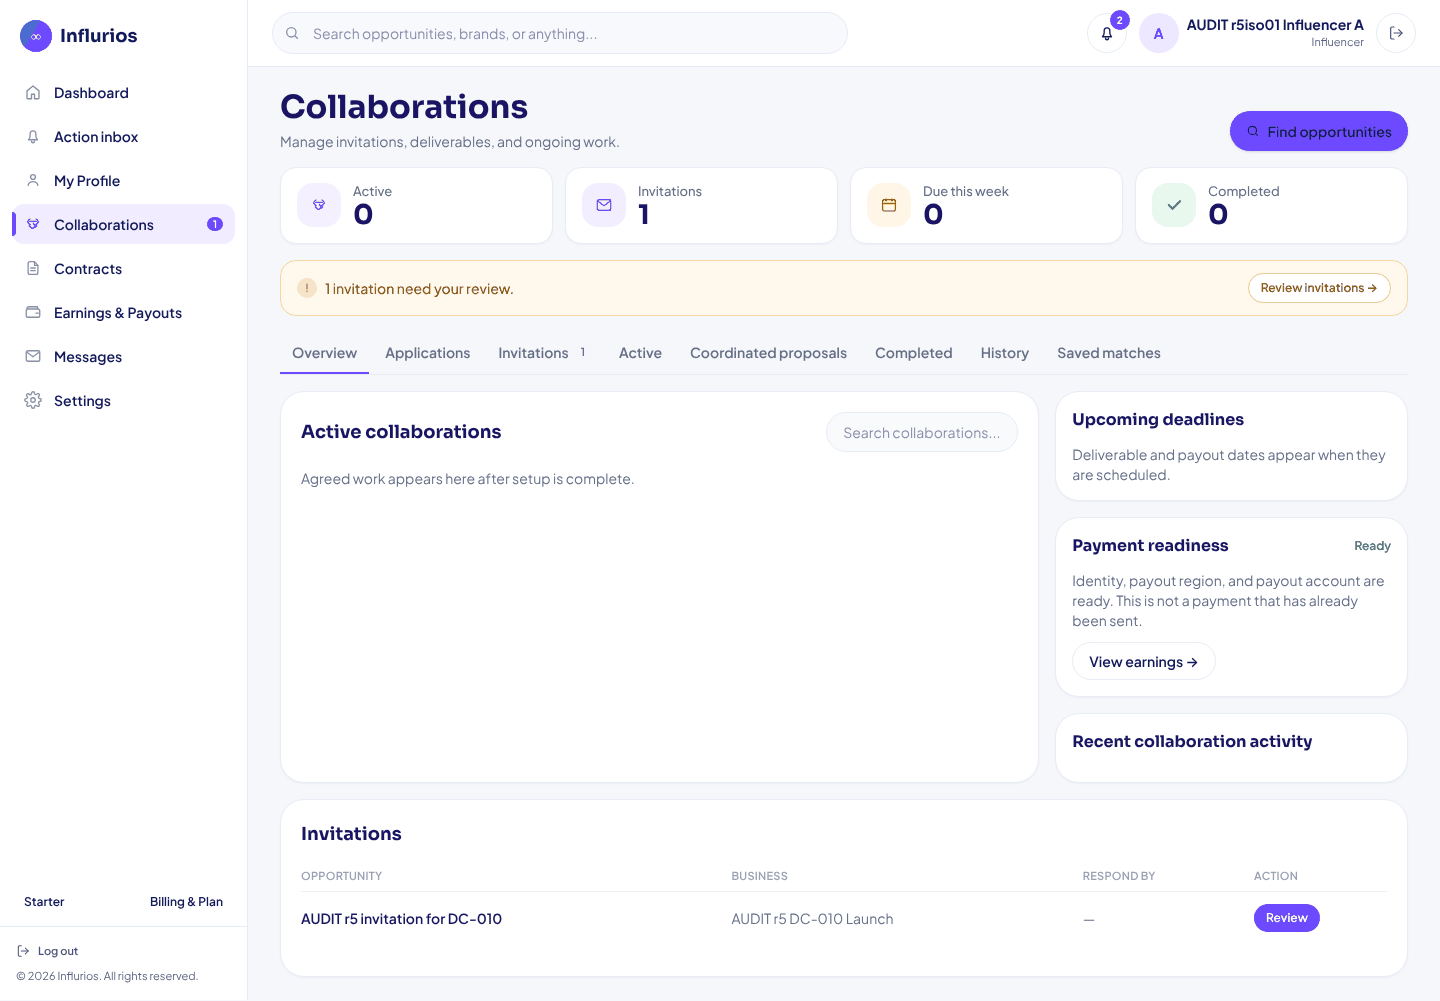 Influrios
Dashboard
Action inbox
My Profile
Collaborations 1
Contracts
Earnings & Payouts
Messages
Settings
Starter Billing & Plan
Log out
© 2026 Influrios. All rights reserved.
Search opportunities, brands, or anything...
2
A
AUDIT r5iso01 Influencer A
Influencer
Collaborations
Manage invitations, deliverables, and ongoing work.
Find opportunities
Active
0
Invitations
1
Due this week
0
Completed
0
! 1 invitation need your review.
Review invitations →
Overview Applications Invitations 1 Active Coordinated proposals Completed History Saved matches
Active collaborations
Search collaborations...
Agreed work appears here after setup is complete.
Upcoming deadlines
Deliverable and payout dates appear when they
are scheduled.
Payment readiness Ready
Identity, payout region, and payout account are
ready. This is not a payment that has already
been sent.
View earnings →
Recent collaboration activity
Invitations
OPPORTUNITY BUSINESS RESPOND BY ACTION
AUDIT r5 invitation for DC-010 AUDIT r5 DC-010 Launch — Review